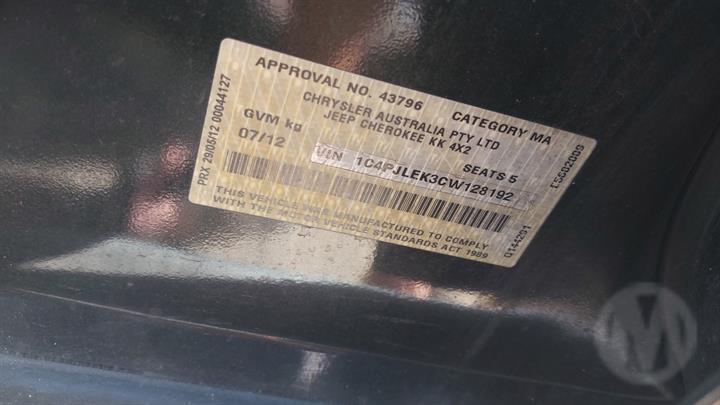 APPROVAL NO. 43796 CATEGORY MA
CHRYSLER AUSTRALIA PTY LTD
JEEP CHEROKEE KK 4X2
GVM kg
07/12
SEATS 5
VIN 1C4PJLEK3CW128192
THIS VEHICLE WAS MANUFACTURED TO COMPLY
WITH THE MOTOR VEHICLE STANDARDS ACT 1989
PRX 29/05/12 00044127
Q144291
M